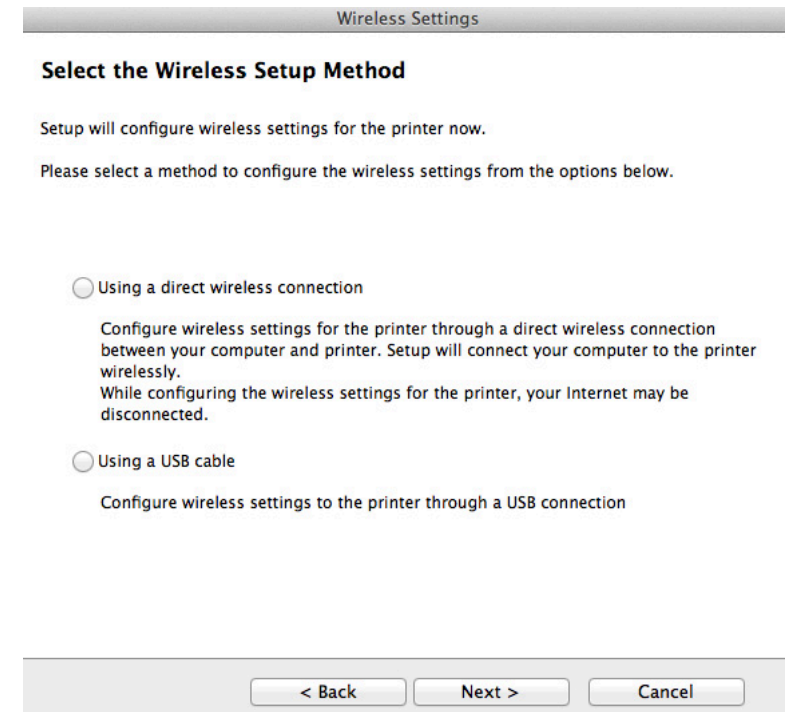 Wireless Settings
Select the Wireless Setup Method
Setup will configure wireless settings for the printer now.
Please select a method to configure the wireless settings from the options below.
Using a direct wireless connection
Configure wireless settings for the printer through a direct wireless connection
between your computer and printer. Setup will connect your computer to the printer
wirelessly.
While configuring the wireless settings for the printer, your Internet may be
disconnected.
Using a USB cable
Configure wireless settings to the printer through a USB connection
< Back Next > Cancel